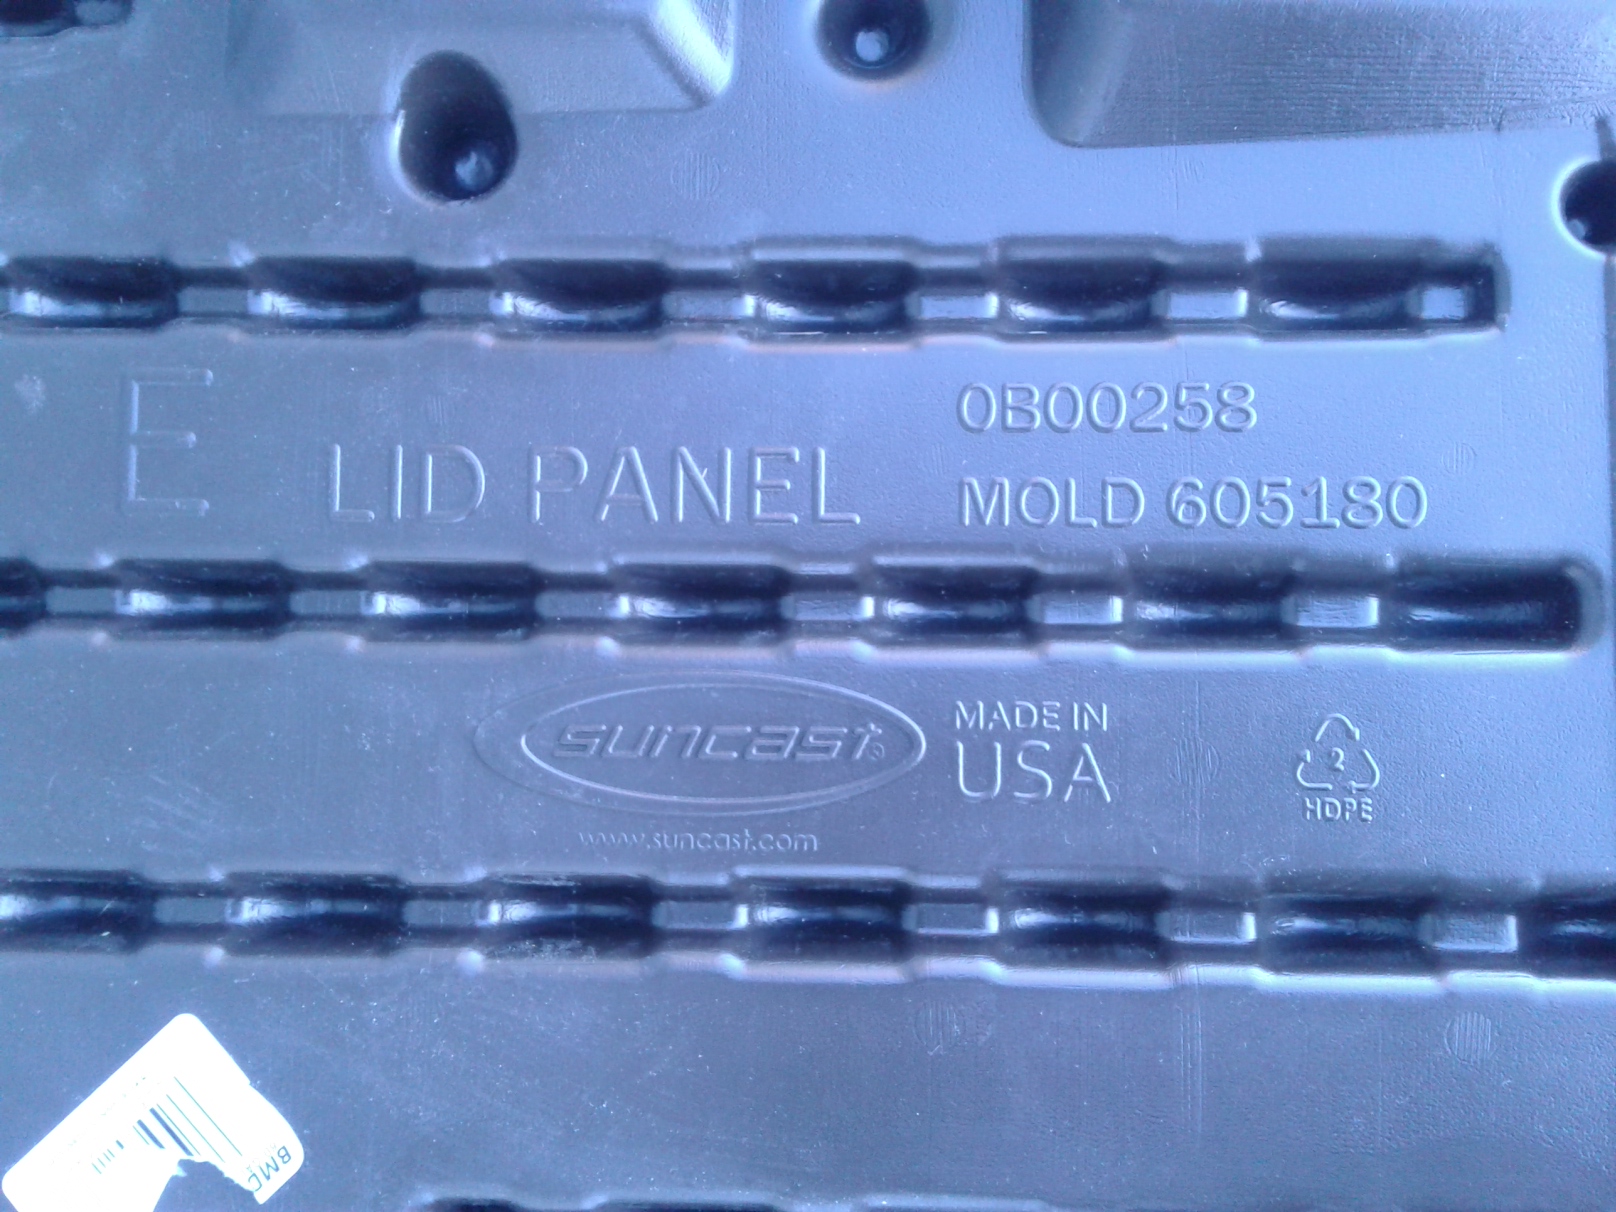 0B00258
E LID PANEL
MOLD 605180
suncast®
MADE IN
USA
2
HDPE
www.suncast.com